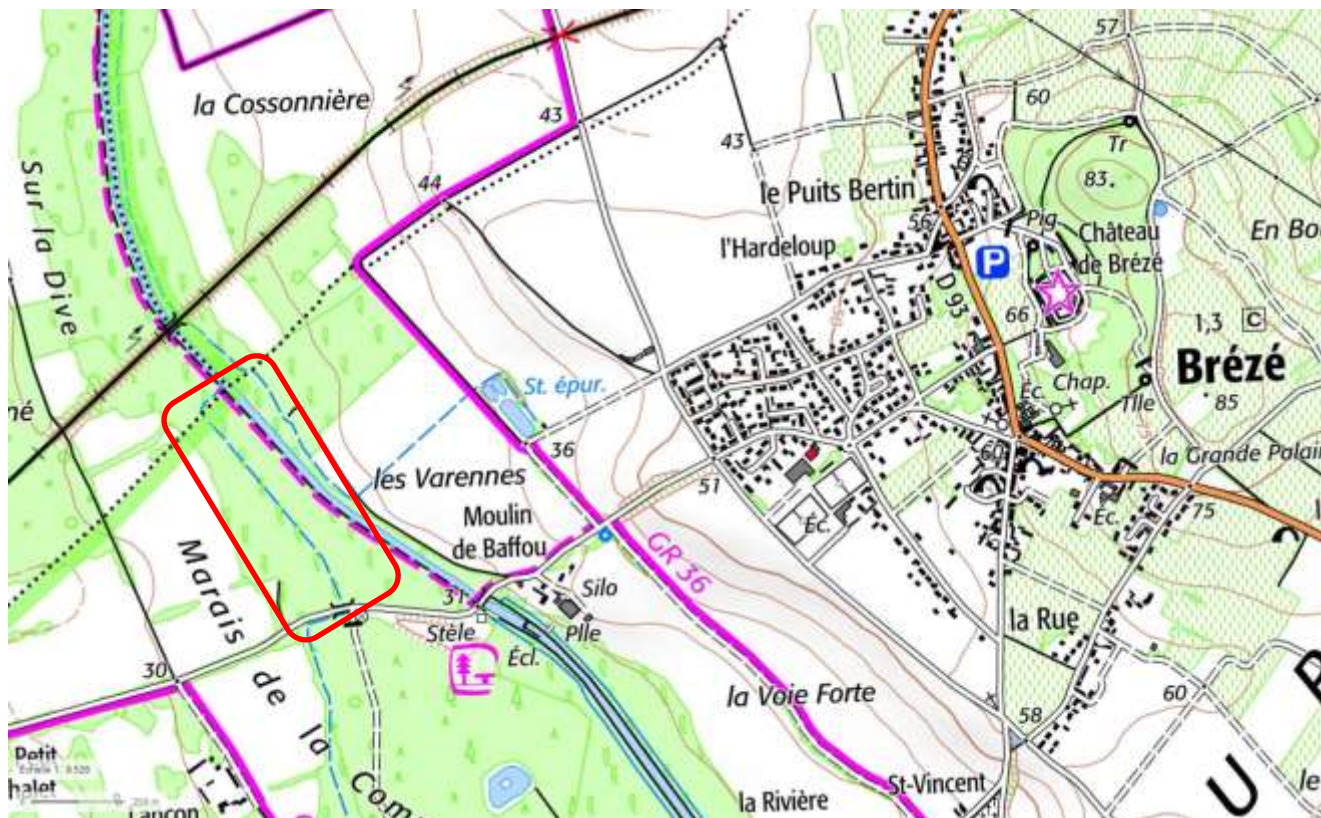 57
la Cossonnière
60
43
43
Tr
Sur la Dive
le Puits Bertin
83.
44
56
Pig.
Château
de Brézé
l'Hardeloup
P
D 93
En Bo
66
1,3 C
Brézé
St. épur.
Éc.
Chap.
Tlle
85
né
36
60
la Grande Palai
les Varennes
51
Moulin
de Baffou
Éc.
Éc.
75
GR 36
Marais de la Com
Silo
31
Stèle
Plle
Écl.
la Rue
30
la Voie Forte
60
58
Petit
halet
Lançon
St-Vincent
la Rivière
U
le